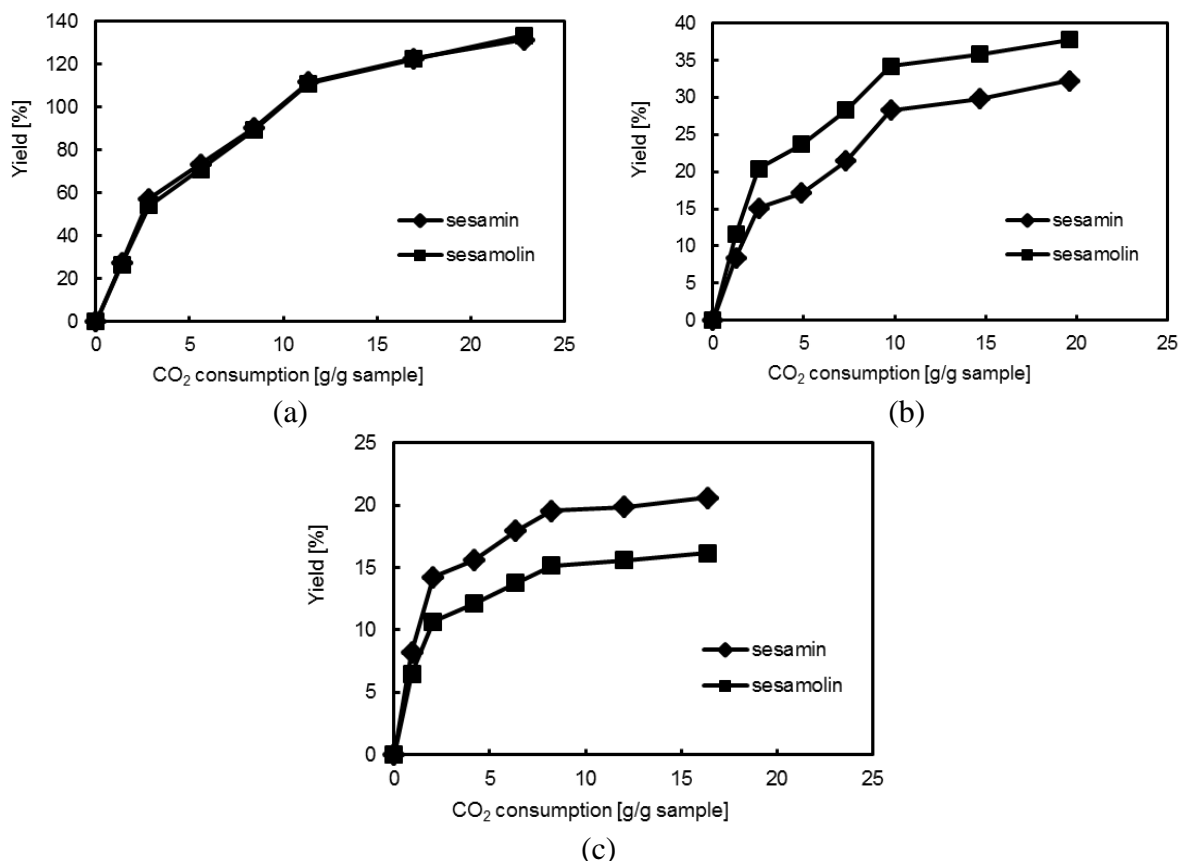 140
120
100
80
60
40
20
0
Yield [%]
sesamin
sesamolin
0 5 10 15 20 25
CO₂ consumption [g/g sample]
(a)
40
35
30
25
20
15
10
5
0
Yield [%]
sesamin
sesamolin
0 5 10 15 20 25
CO₂ consumption [g/g sample]
(b)
25
20
15
10
5
0
Yield [%]
sesamin
sesamolin
0 5 10 15 20 25
CO₂ consumption [g/g sample]
(c)